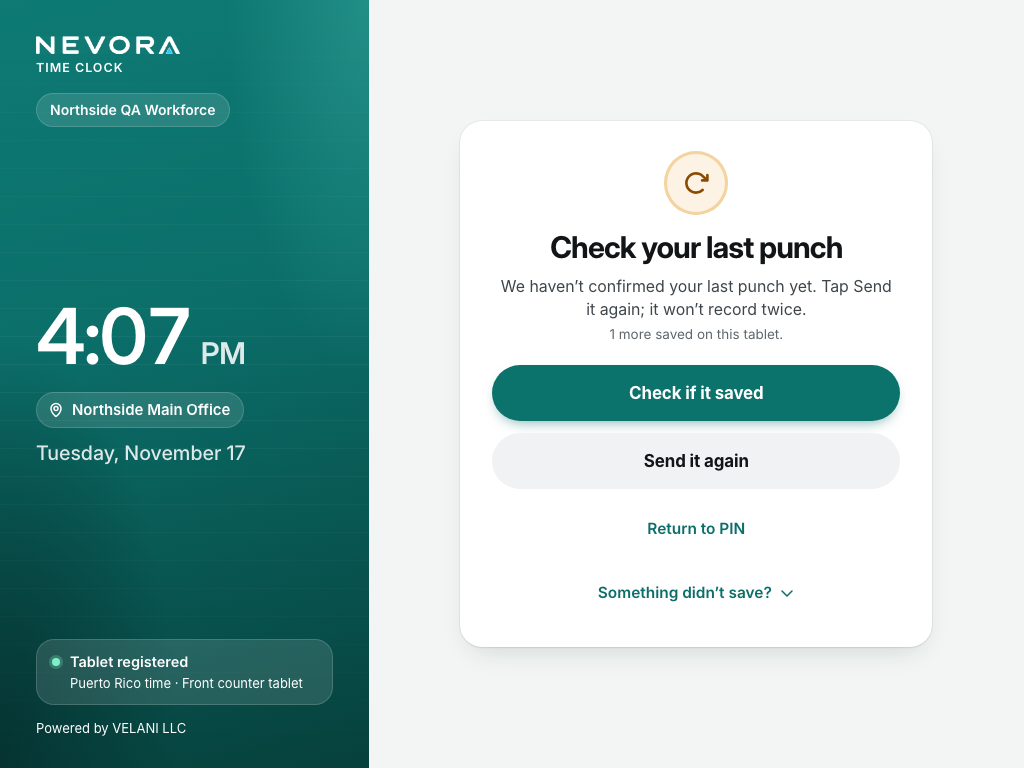 NEVORA
TIME CLOCK
Northside QA Workforce
4:07 PM
Northside Main Office
Tuesday, November 17
Tablet registered
Puerto Rico time · Front counter tablet
Powered by VELANI LLC
Check your last punch
We haven’t confirmed your last punch yet. Tap Send
it again; it won’t record twice.
1 more saved on this tablet.
Check if it saved
Send it again
Return to PIN
Something didn’t save?